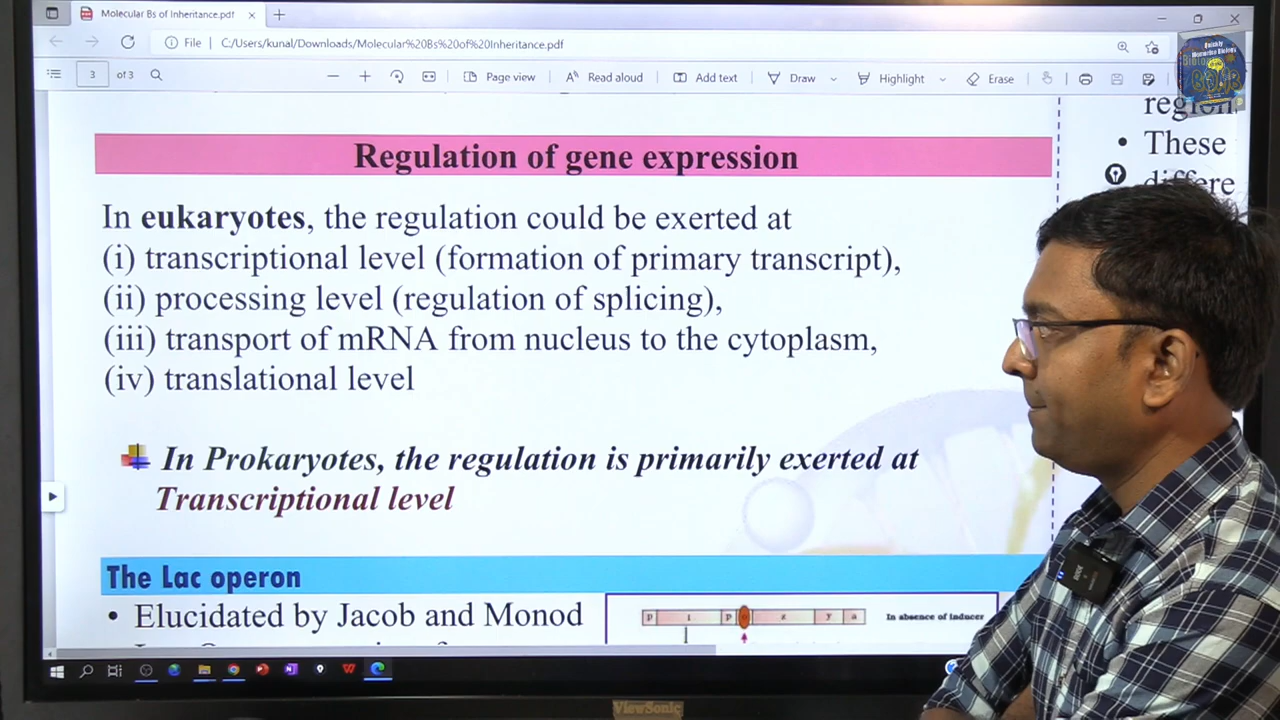 Molecular Bs of Inheritance.pdf
File
C:/Users/kunal/Downloads/Molecular%20Bs%20of%20Inheritance.pdf
3 of 3
Page view
Read aloud
Add text
Draw
Highlight
Erase
region
• These
differe
Regulation of gene expression
In eukaryotes, the regulation could be exerted at
(i) transcriptional level (formation of primary transcript),
(ii) processing level (regulation of splicing),
(iii) transport of mRNA from nucleus to the cytoplasm,
(iv) translational level
In Prokaryotes, the regulation is primarily exerted at
Transcriptional level
The Lac operon
• Elucidated by Jacob and Monod
p i p o z y a
In absence of inducer
ViewSonic